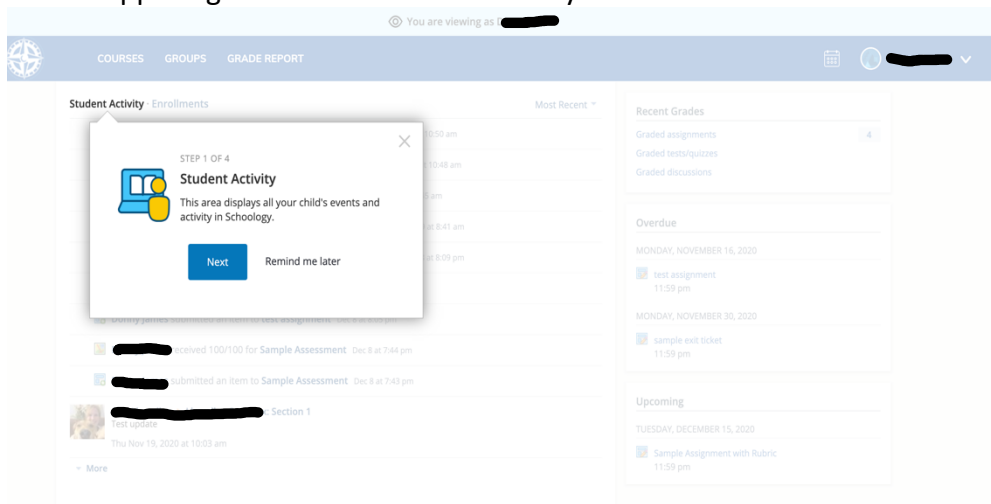 You are viewing as
COURSES GROUPS GRADE REPORT
Student Activity · Enrollments
Most Recent
10:50 am
10:48 am
am
at 8:41 am
at 8:09 pm
STEP 1 OF 4
Student Activity
This area displays all your child's events and
activity in Schoology.
Next
Remind me later
received 100/100 for Sample Assessment Dec 8 at 7:44 pm
submitted an item to Sample Assessment Dec 8 at 7:43 pm
: Section 1
Test update
Thu Nov 19, 2020 at 10:03 am
More
Recent Grades
Graded assignments 4
Graded tests/quizzes
Graded discussions
Overdue
MONDAY, NOVEMBER 16, 2020
test assignment
11:59 pm
MONDAY, NOVEMBER 30, 2020
sample exit ticket
11:59 pm
Upcoming
TUESDAY, DECEMBER 15, 2020
Sample Assignment with Rubric
11:59 pm